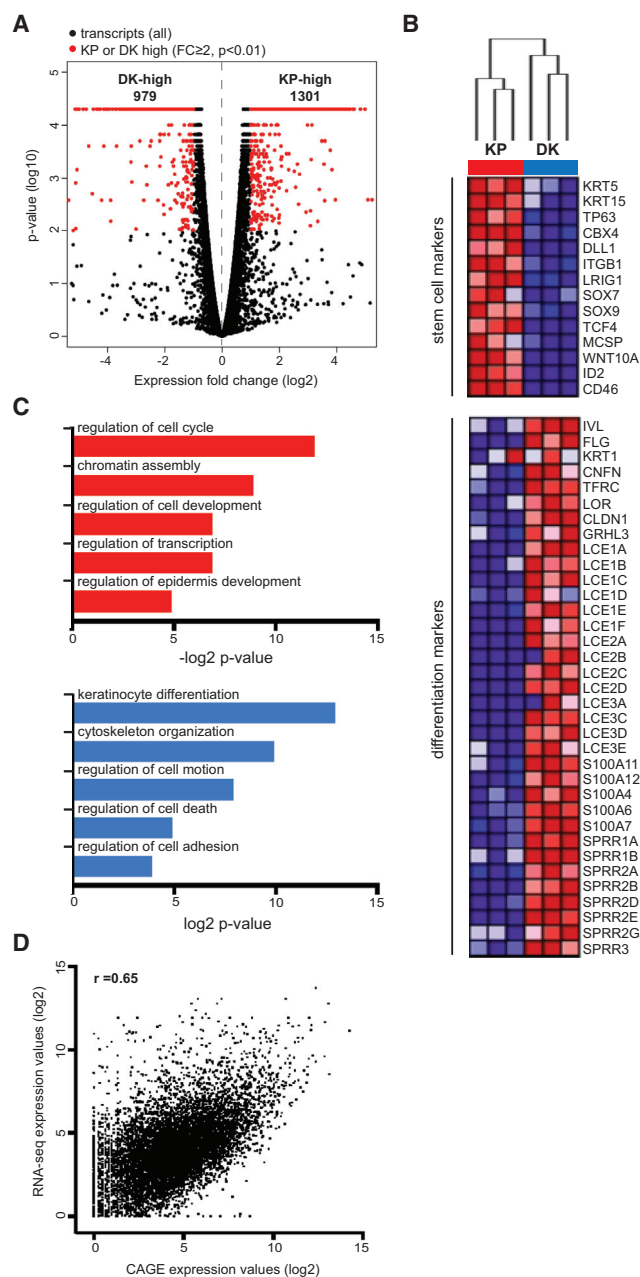 A
transcripts (all)
KP or DK high (FC≥2, p<0.01)
DK-high
979
KP-high
1301
5
4
3
2
1
0
p-value (log10)
-4
-2
0
2
4
Expression fold change (log2)
B
KP
DK
stem cell markers
KRT5
KRT15
TP63
CBX4
DLL1
ITGB1
LRIG1
SOX7
SOX9
TCF4
MCSP
WNT10A
ID2
CD46
differentiation markers
IVL
FLG
KRT1
CNFN
TFRC
LOR
CLDN1
GRHL3
LCE1A
LCE1B
LCE1C
LCE1D
LCE1E
LCE1F
LCE2A
LCE2B
LCE2C
LCE2D
LCE3A
LCE3C
LCE3D
LCE3E
S100A11
S100A12
S100A4
S100A6
S100A7
SPRR1A
SPRR1B
SPRR2A
SPRR2B
SPRR2D
SPRR2E
SPRR2G
SPRR3
C
regulation of cell cycle
chromatin assembly
regulation of cell development
regulation of transcription
regulation of epidermis development
0
5
10
15
-log2 p-value
keratinocyte differentiation
cytoskeleton organization
regulation of cell motion
regulation of cell death
regulation of cell adhesion
0
5
10
15
log2 p-value
D
r =0.65
15
10
5
0
RNA-seq expression values (log2)
0
5
10
15
CAGE expression values (log2)